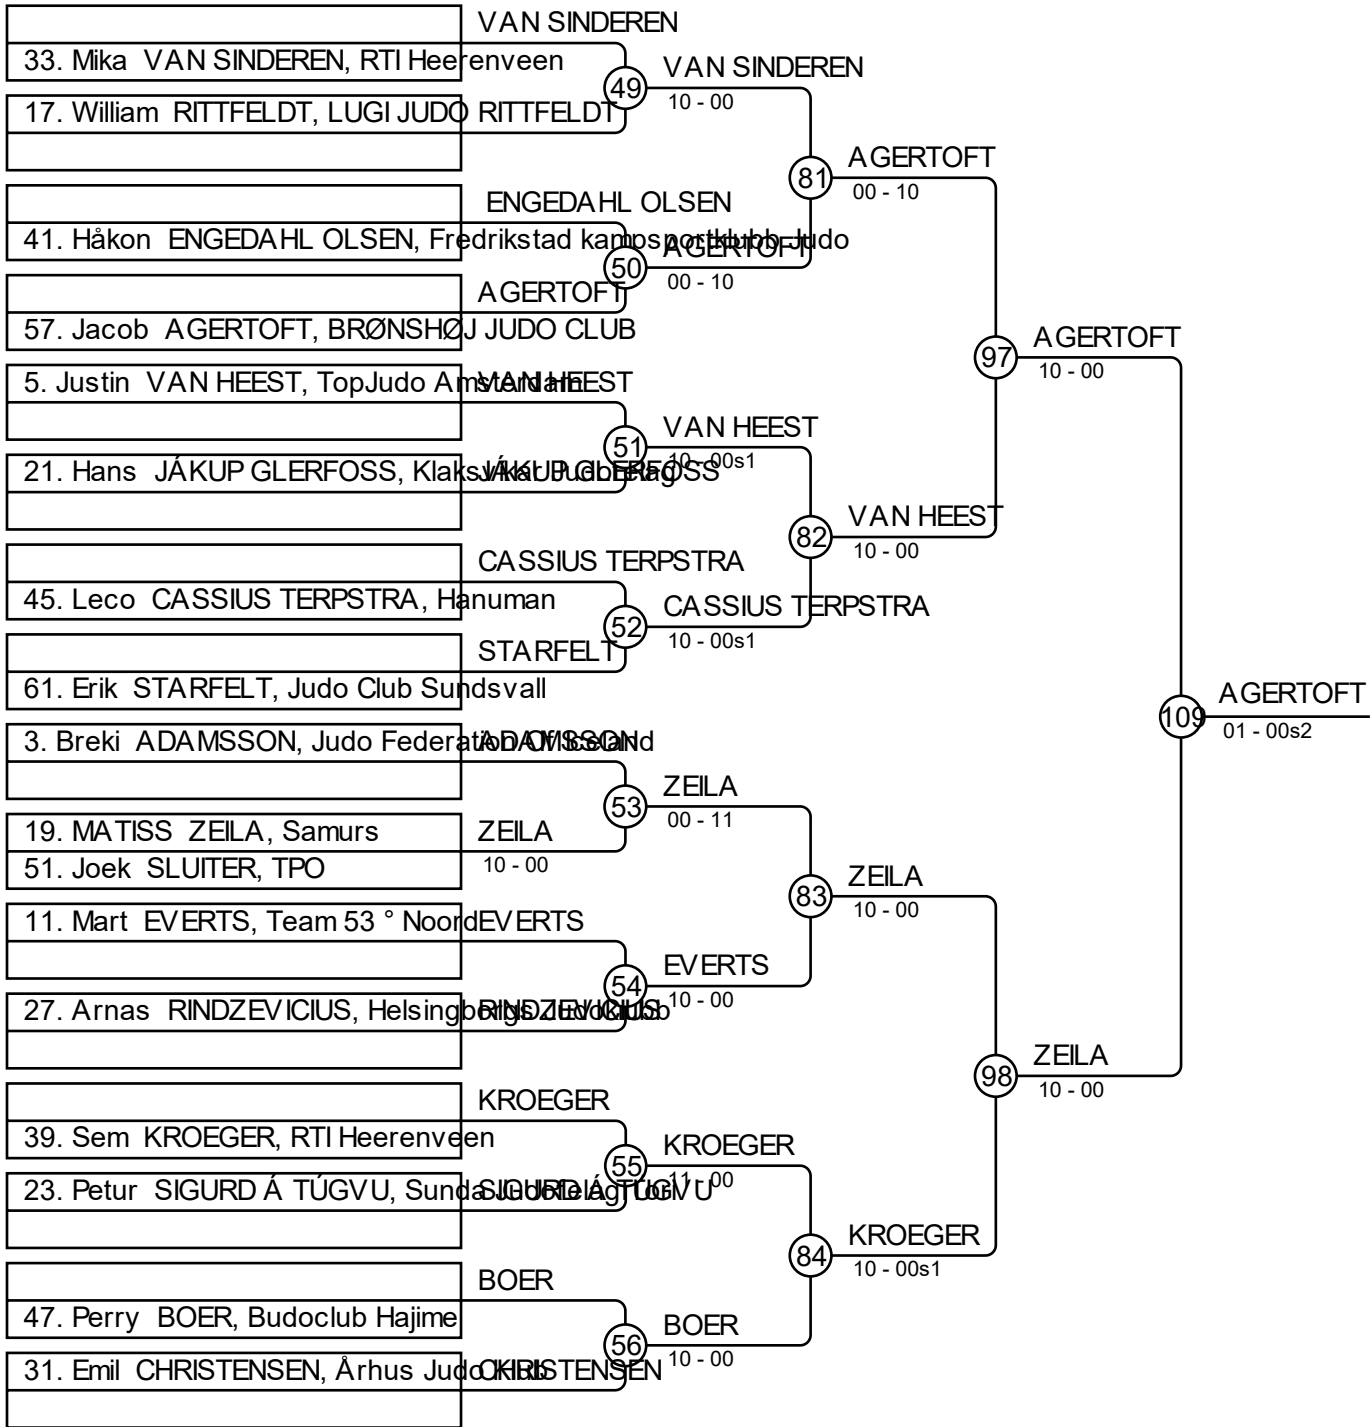 VAN SINDEREN
33. Mika VAN SINDEREN, RTI Heerenveen
49
VAN SINDEREN
10 - 00
17. William RITTFELDT, LUGI JUDO
RITTFELDT
81
AGERTOFT
00 - 10
ENGEDAHL OLSEN
41. Håkon ENGEDAHL OLSEN, Fredrikstad kampsportklubb Judo
50
AGERTOFT
00 - 10
AGERTOFT
57. Jacob AGERTOFT, BRØNSHØJ JUDO CLUB
97
AGERTOFT
10 - 00
5. Justin VAN HEEST, TopJudo Amsterdam
VAN HEEST
51
VAN HEEST
10 - 00s1
21. Hans JÁKUP GLERFOSS, Klaksvíkar Judofelag
JÁKUP GLERFOSS
82
VAN HEEST
10 - 00
CASSIUS TERPSTRA
45. Leco CASSIUS TERPSTRA, Hanuman
52
CASSIUS TERPSTRA
10 - 00s1
STARFELT
61. Erik STARFELT, Judo Club Sundsvall
109
AGERTOFT
01 - 00s2
3. Breki ADAMSSON, Judo Federation Of Iceland
ADAMSSON
53
ZEILA
00 - 11
19. MATISS ZEILA, Samurs
ZEILA
51. Joek SLUITER, TPO
10 - 00
83
ZEILA
10 - 00
11. Mart EVERTS, Team 53 ° Noord
EVERTS
54
EVERTS
10 - 00
27. Arnas RINDZEVICIUS, Helsingborgs Judoklubb
RINDZEVICIUS
98
ZEILA
10 - 00
KROEGER
39. Sem KROEGER, RTI Heerenveen
55
KROEGER
11 - 00
23. Petur SIGURD Á TÚGVU, Sunda Judofelag
SIGURD Á TÚGVU
84
KROEGER
10 - 00s1
BOER
47. Perry BOER, Budoclub Hajime
56
BOER
10 - 00
31. Emil CHRISTENSEN, Århus Judo Klub
CHRISTENSEN